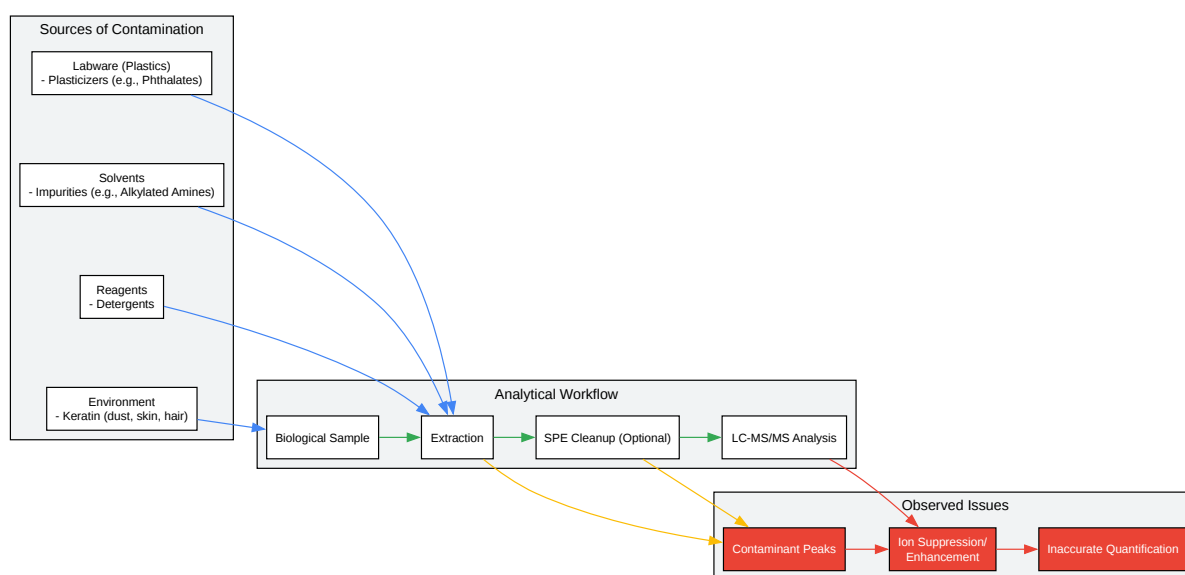 Sources of Contamination
Labware (Plastics)
- Plasticizers (e.g., Phthalates)
Solvents
- Impurities (e.g., Alkylated Amines)
Reagents
- Detergents
Environment
- Keratin (dust, skin, hair)
Analytical Workflow
Biological Sample
Extraction
SPE Cleanup (Optional)
LC-MS/MS Analysis
Observed Issues
Contaminant Peaks
Ion Suppression/
Enhancement
Inaccurate Quantification